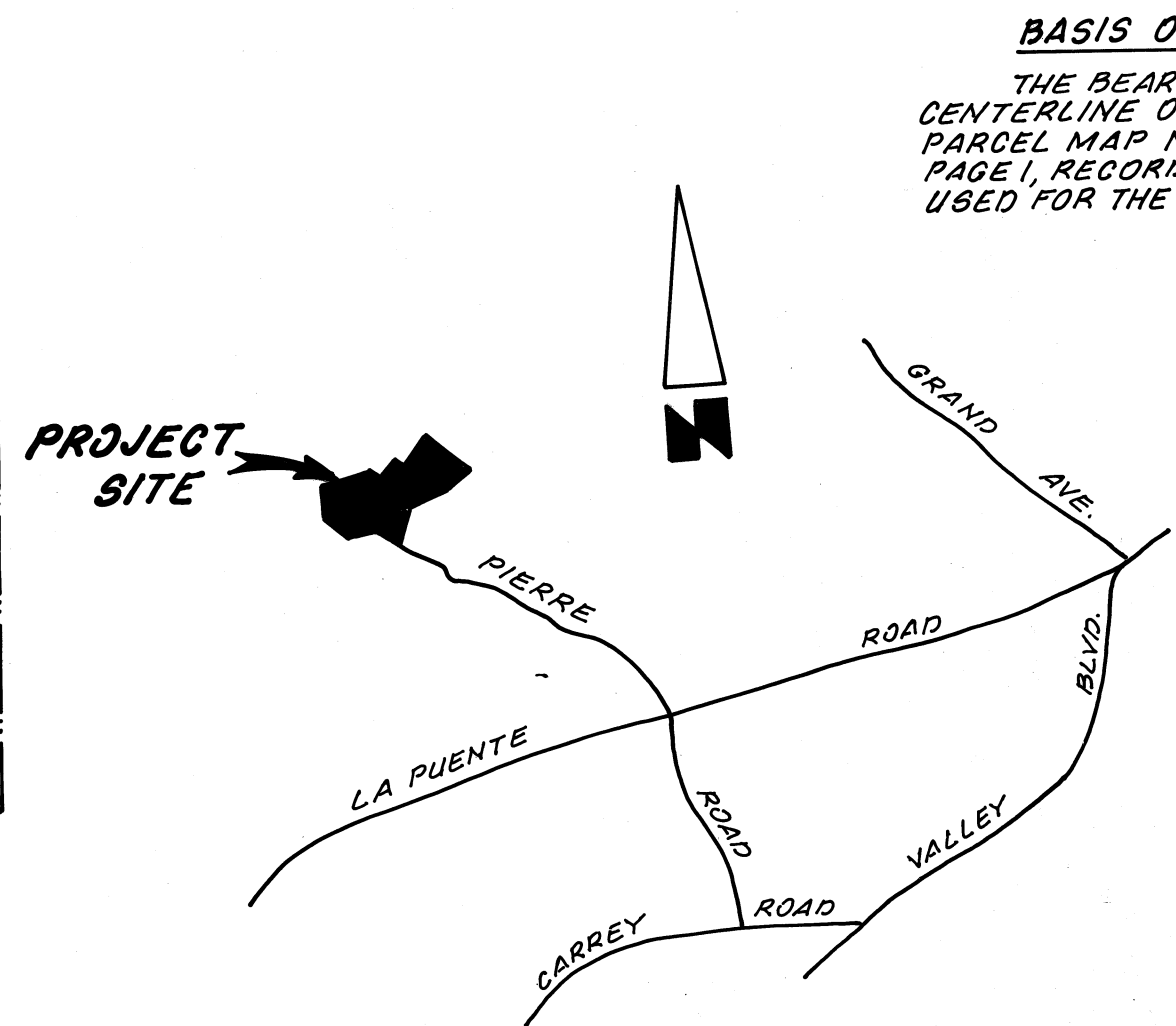 BASIS O
THE BEAR
CENTERLINE O
PARCEL MAP N
PAGE 1, RECORD
USED FOR THE
N
GRAND
AVE.
PROJECT
SITE
PIERRE
ROAD
BLVD.
LA PUENTE
ROAD
VALLEY
ROAD
CARREY